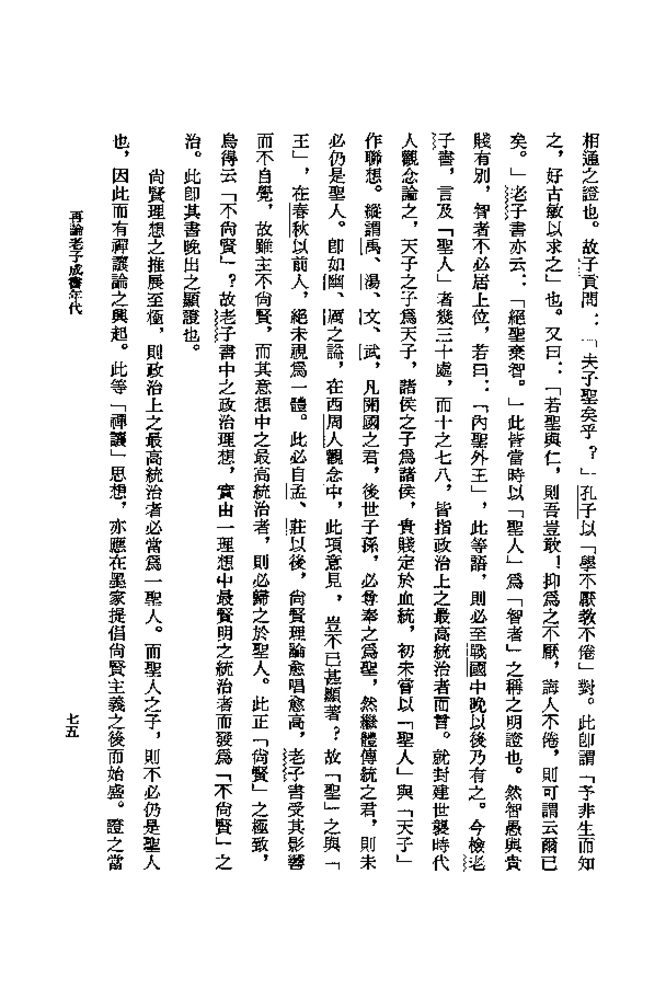 相通之證也。故子貢問：「夫子聖矣乎？」孔子以「學不厭教不倦」對。此卽謂「予非生而知
之，好古敏以求之」也。又曰：「若聖與仁，則吾豈敢！抑爲之不厭，誨人不倦，則可謂云爾已
矣。」老子書亦云：「絕聖棄智。」此皆當時以「聖人」爲「智者」之稱之明證也。然智愚與貴
賤有別，智者不必居上位，若曰：「內聖外王」，此等語，則必至戰國中晚以後乃有之。今檢老
子書，言及「聖人」者幾三十處，而十之七八，皆指政治上之最高統治者而言。就封建世襲時代
人觀念論之，天子之子爲天子，諸侯之子爲諸侯，貴賤定於血統，初未嘗以「聖人」與「天子」
作聯想。縱謂禹、湯、文、武，凡開國之君，後世子孫，必尊奉之爲聖，然繼體傳統之君，則未
必仍是聖人。卽如幽、厲之謚，在西周人觀念中，此項意見，豈不已甚顯著？故「聖」之與「
王」，在春秋以前人，絕未視爲一體。此必自孟、莊以後，尙賢理論愈唱愈高，老子書受其影響
而不自覺，故雖主不尙賢，而其意想中之最高統治者，則必歸之於聖人。此正「尙賢」之極致，
烏得云「不尙賢」？故老子書中之政治理想，實由一理想中最賢明之統治者而發爲「不尙賢」之
治。此卽其書晚出之顯證也。
尙賢理想之推展至極，則政治上之最高統治者必當爲一聖人。而聖人之子，則不必仍是聖人
也，因此而有禪讓論之興起。此等「禪讓」思想，亦應在墨家提倡尙賢主義之後而始盛。證之當
再論老子成書年代
七五